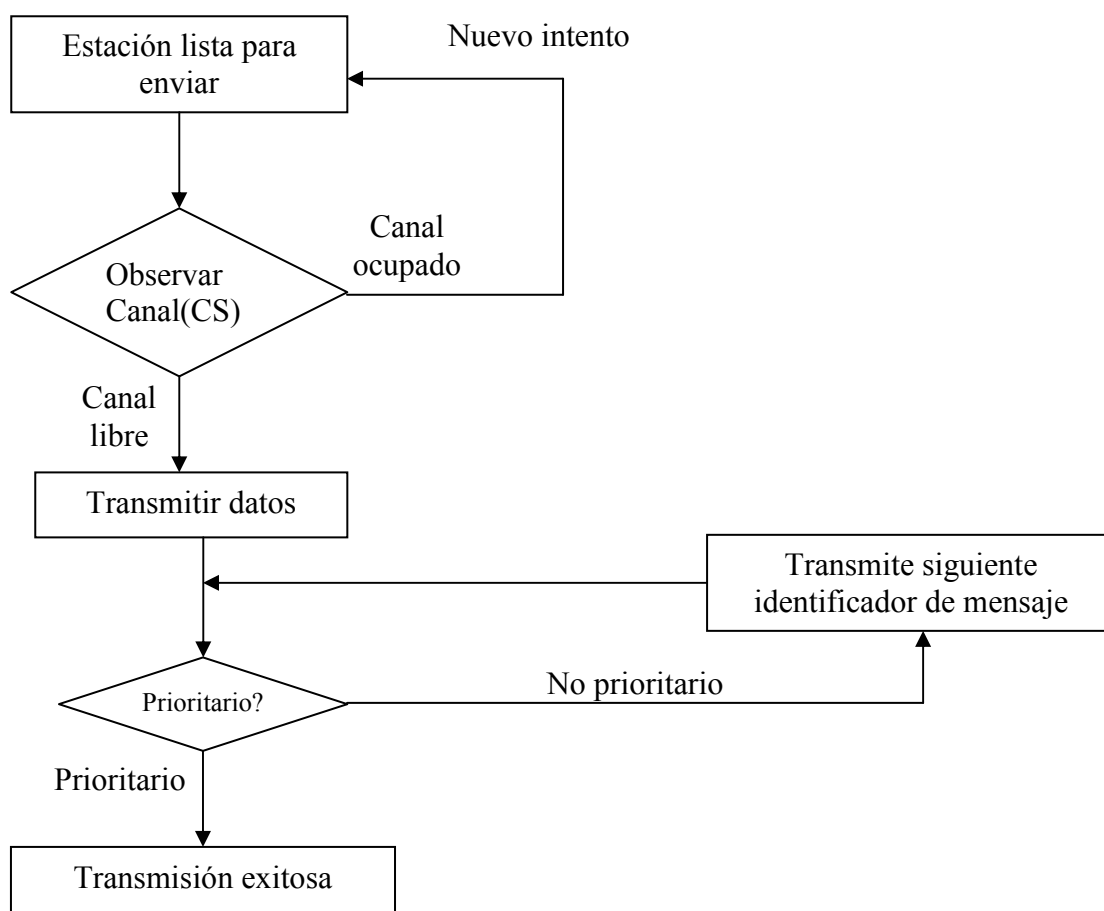 Estación lista para
enviar
Nuevo intento
Canal
ocupado
Observar
Canal(CS)
Canal
libre
Transmitir datos
Transmite siguiente
identificador de mensaje
No prioritario
Prioritario?
Prioritario
Transmisión exitosa